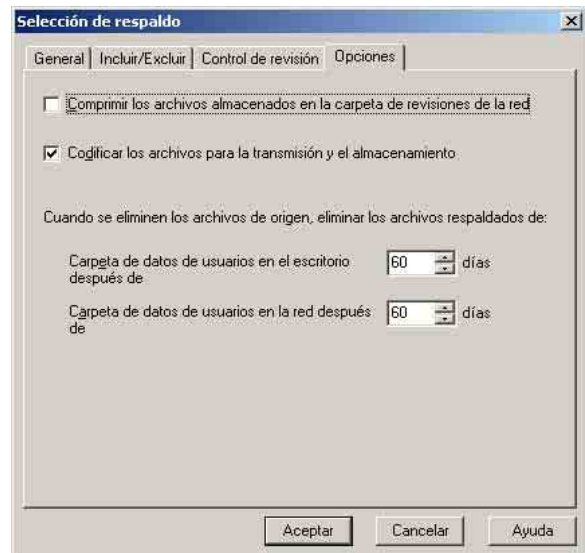 Selección de respaldo
General Incluir/Excluir Control de revisión Opciones
Comprimir los archivos almacenados en la carpeta de revisiones de la red
Codificar los archivos para la transmisión y el almacenamiento
Cuando se eliminen los archivos de origen, eliminar los archivos respaldados de:
Carpeta de datos de usuarios en el escritorio 60 días
después de
Carpeta de datos de usuarios en la red después 60 días
de
Aceptar Cancelar Ayuda